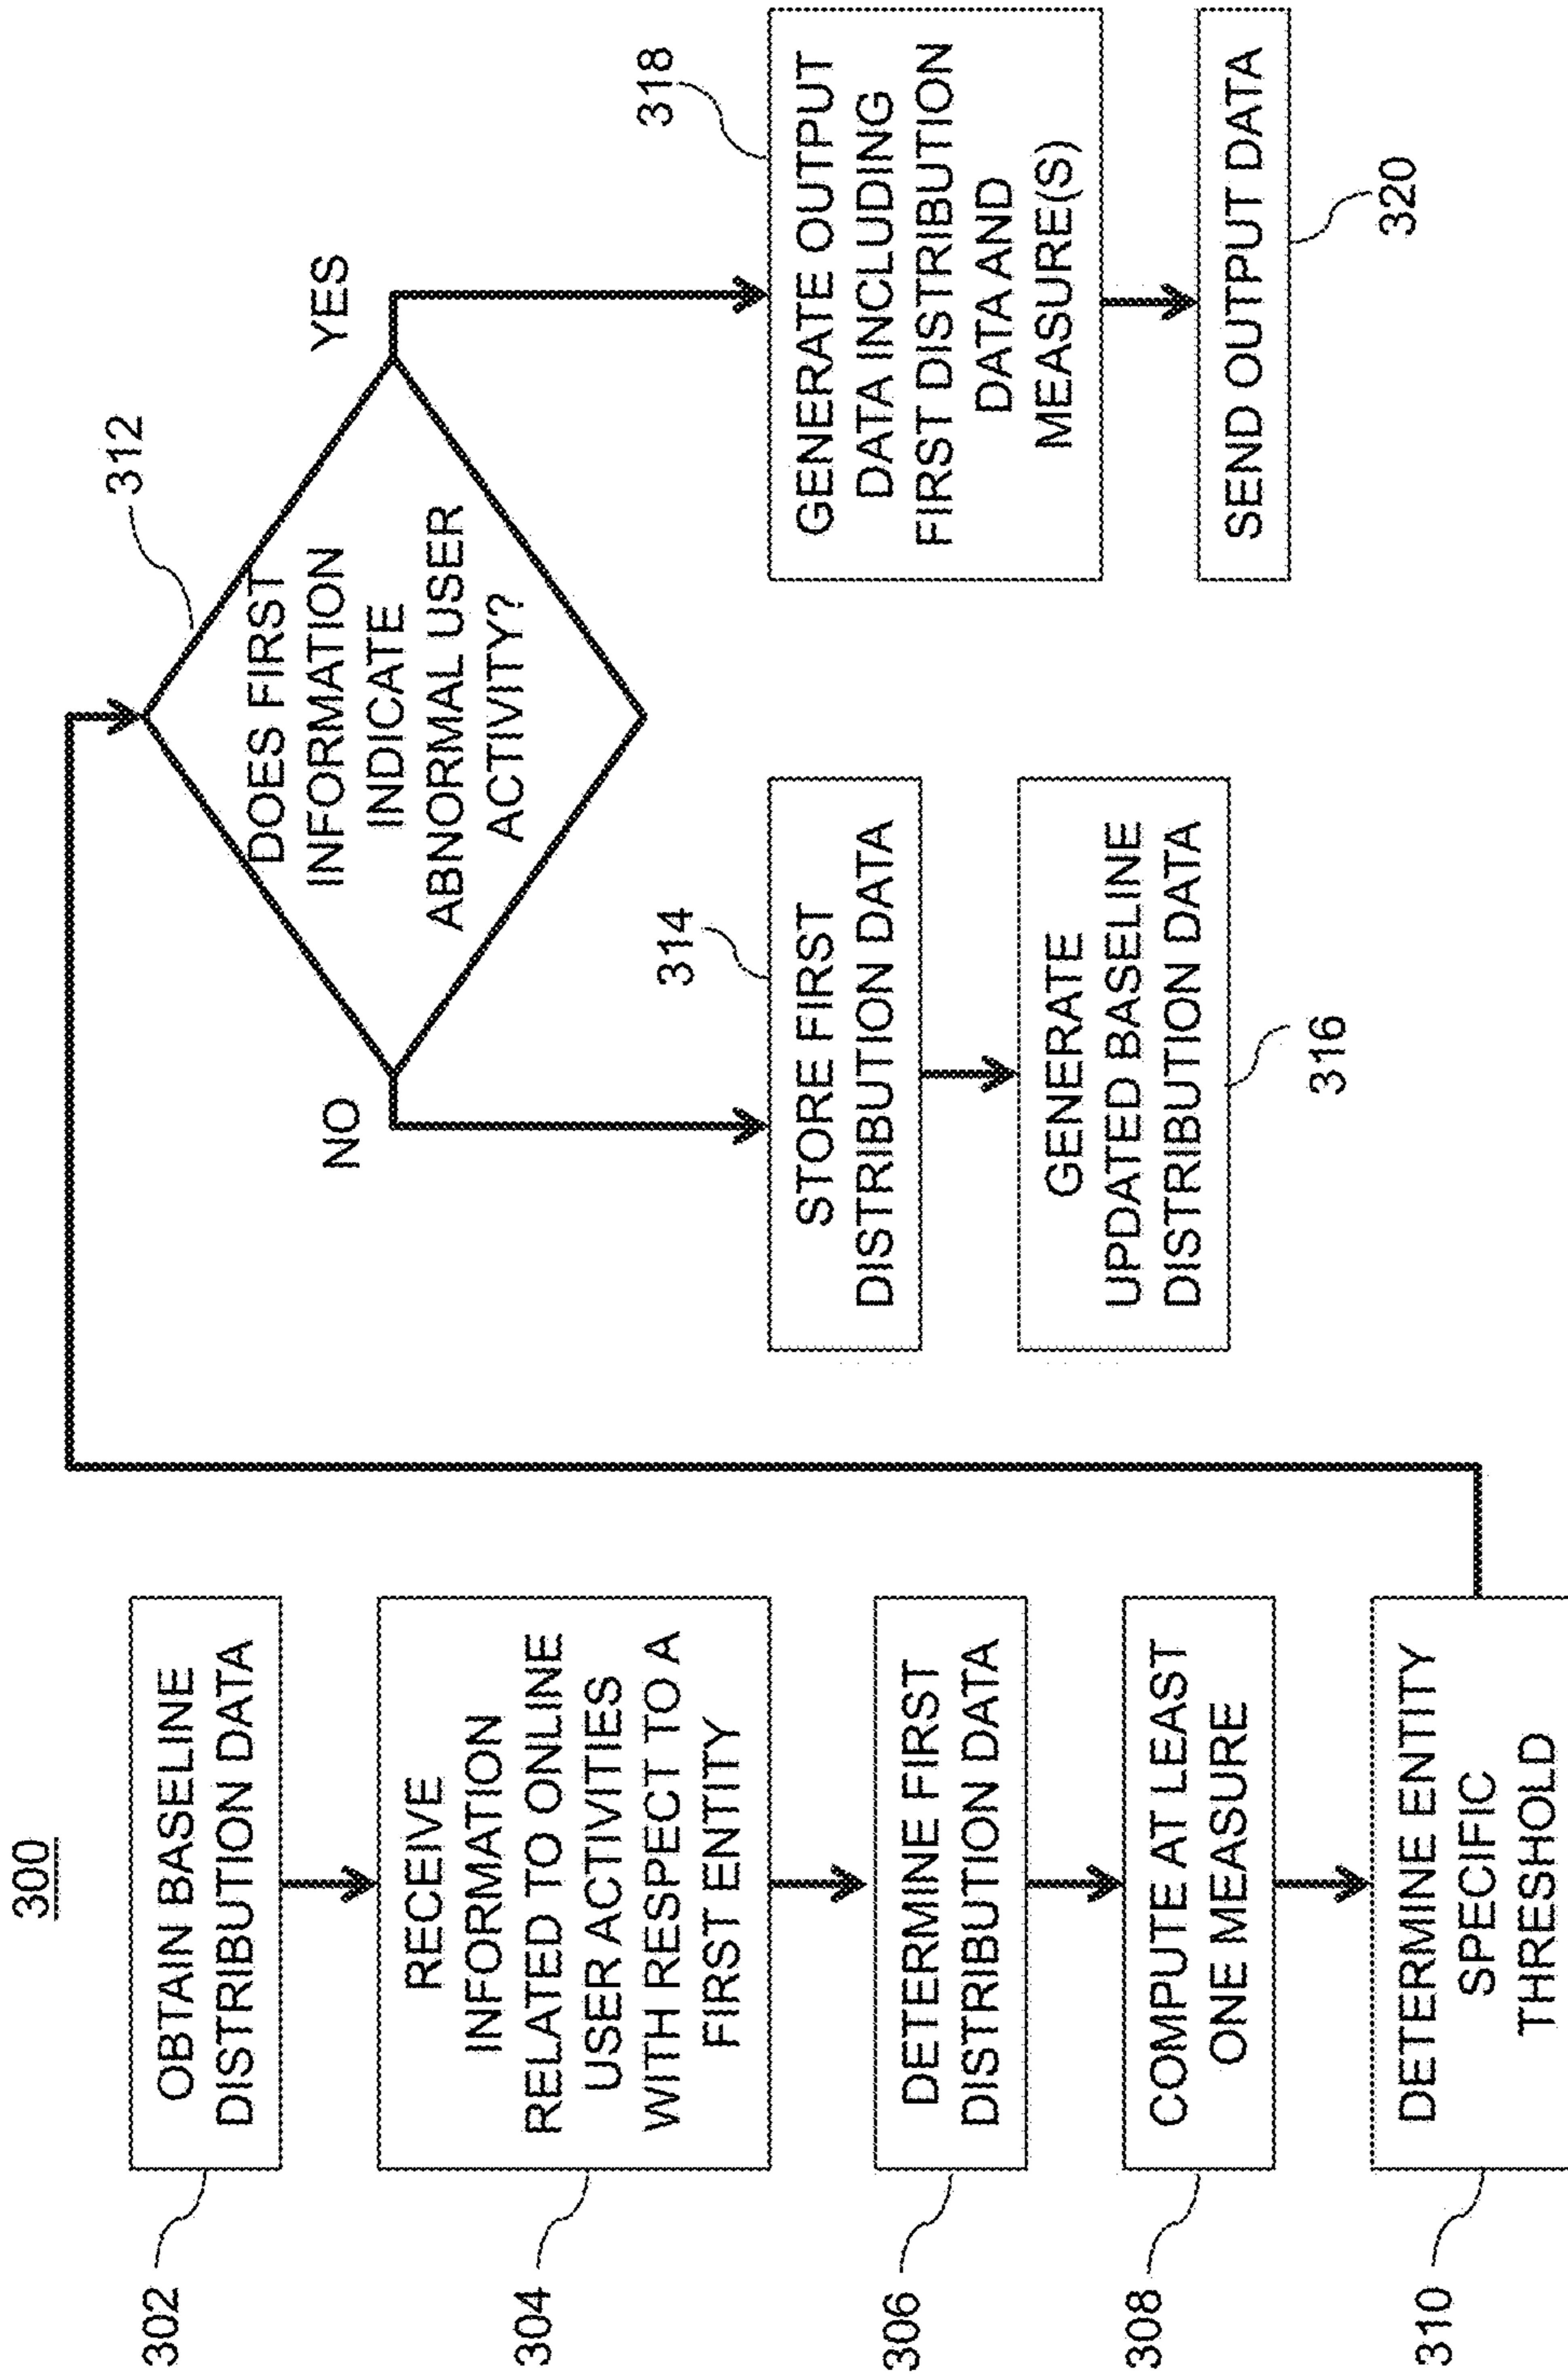 300
302
OBTAIN BASELINE
DISTRIBUTION DATA
304
RECEIVE
INFORMATION
RELATED TO ONLINE
USER ACTIVITIES
WITH RESPECT TO A
FIRST ENTITY
306
DETERMINE FIRST
DISTRIBUTION DATA
308
COMPUTE AT LEAST
ONE MEASURE
310
DETERMINE ENTITY
SPECIFIC
THRESHOLD
312
DOES FIRST
INFORMATION
INDICATE
ABNORMAL USER
ACTIVITY?
NO
YES
314
STORE FIRST
DISTRIBUTION DATA
GENERATE
UPDATED BASELINE
DISTRIBUTION DATA
316
318
GENERATE OUTPUT
DATA INCLUDING
FIRST DISTRIBUTION
DATA AND
MEASURE(S)
SEND OUTPUT DATA
320